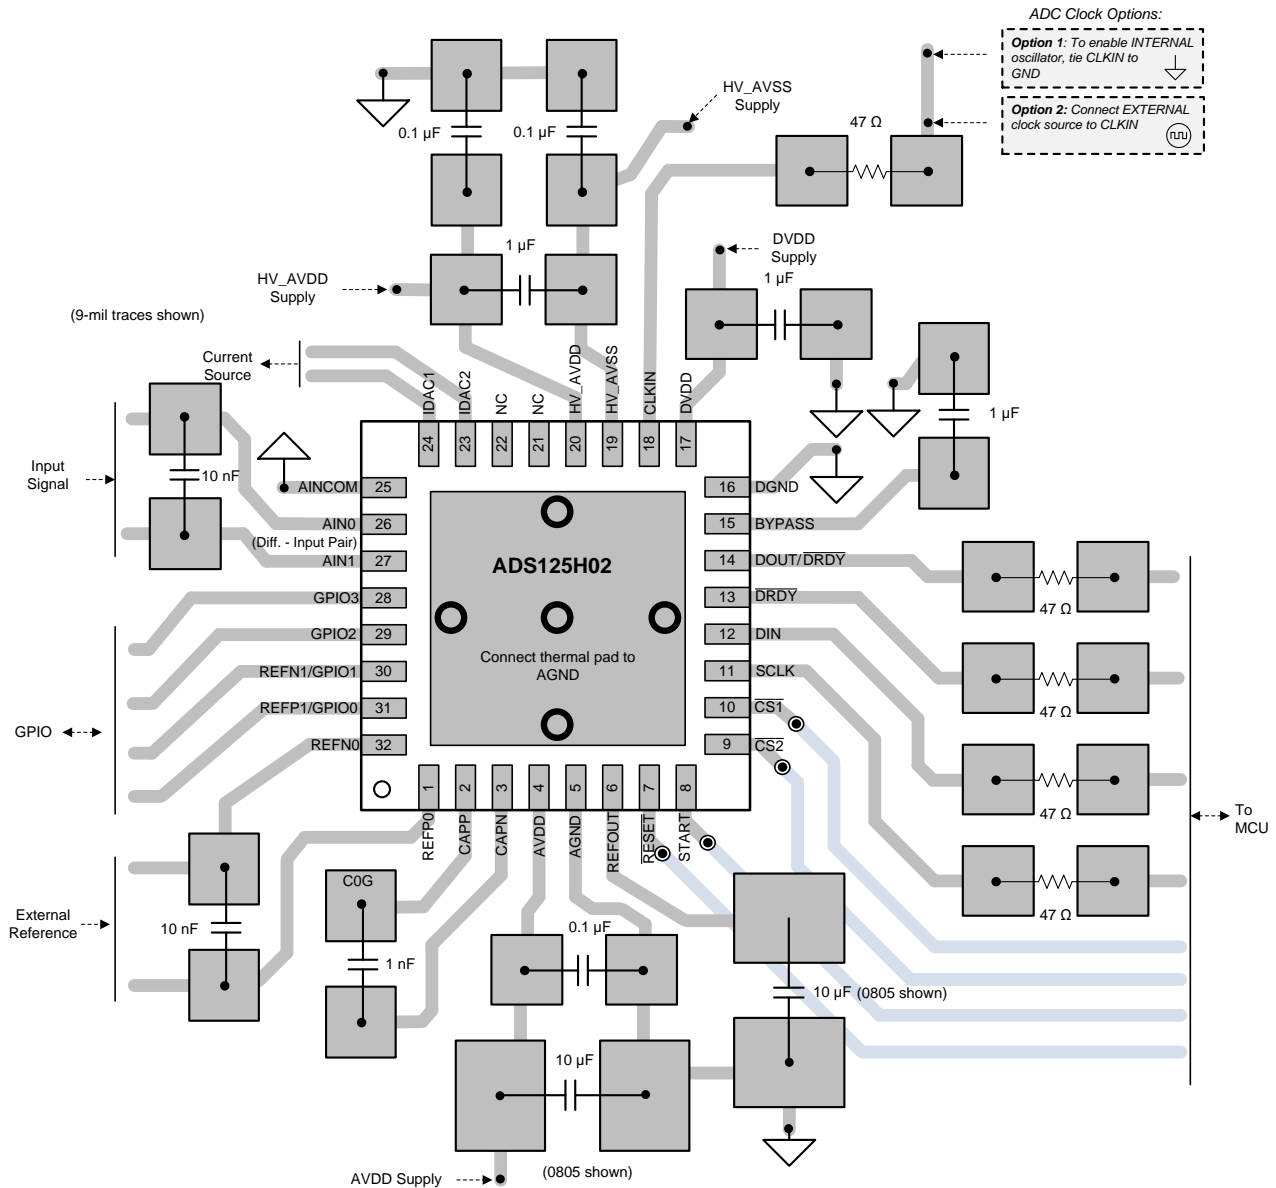 ADC Clock Options:
Option 1: To enable INTERNAL
oscillator, tie CLKIN to
GND
Option 2: Connect EXTERNAL
clock source to CLKIN
HV_AVSS
Supply
0.1 µF
0.1 µF
47 Ω
1 µF
DVDD
Supply
1 µF
HV_AVDD
Supply
(9-mil traces shown)
Current
Source
1 µF
IDAC1
IDAC2
NC
NC
HV_AVDD
HV_AVSS
CLKIN
DVDD
24
23
22
21
20
19
18
17
Input
Signal
10 nF
AINCOM
25
AIN0
26
(Diff. - Input Pair)
AIN1
27
GPIO3
28
GPIO2
29
REFN1/GPIO1
30
REFP1/GPIO0
31
REFN0
32
GPIO
ADS125H02
Connect thermal pad to
AGND
16
DGND
15
BYPASS
14
DOUT/DRDY
13
DRDY
12
DIN
11
SCLK
10
CS1
9
CS2
47 Ω
47 Ω
47 Ω
47 Ω
To
MCU
1
2
3
4
5
6
7
8
REFP0
CAPP
CAPN
AVDD
AGND
REFOUT
RESET
START
External
Reference
10 nF
C0G
1 nF
0.1 µF
10 µF (0805 shown)
10 µF
(0805 shown)
AVDD Supply